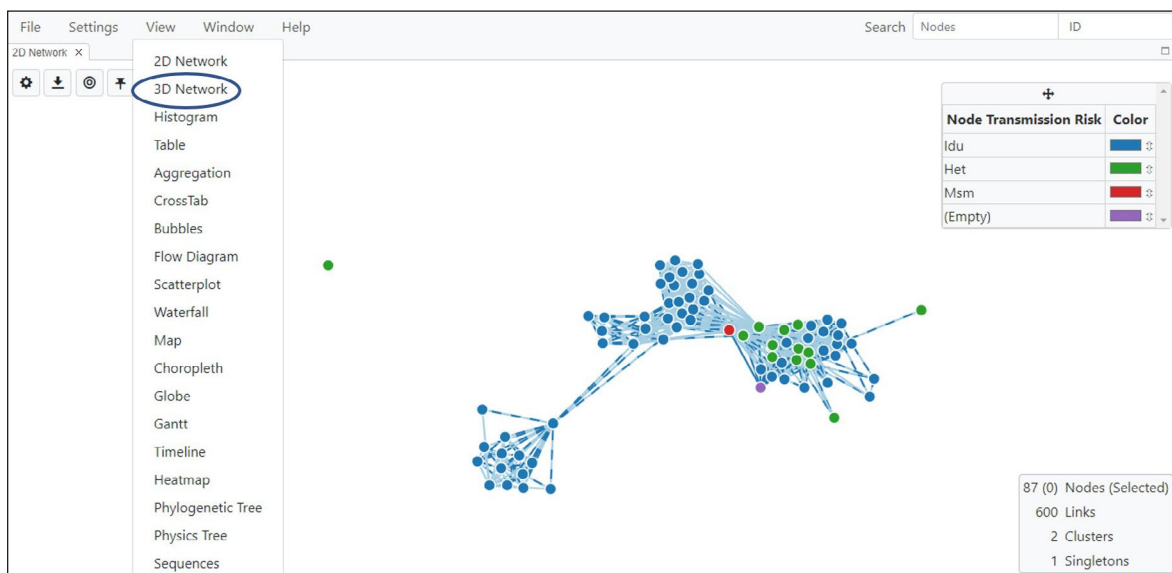 File Settings View Window Help Search Nodes ID
2D Network ×
2D Network
3D Network
Histogram
Table
Aggregation
CrossTab
Bubbles
Flow Diagram
Scatterplot
Waterfall
Map
Choropleth
Globe
Gantt
Timeline
Heatmap
Phylogenetic Tree
Physics Tree
Sequences
Node Transmission Risk Color
Idu
Het
Msm
(Empty)
87 (0) Nodes (Selected)
600 Links
2 Clusters
1 Singletons